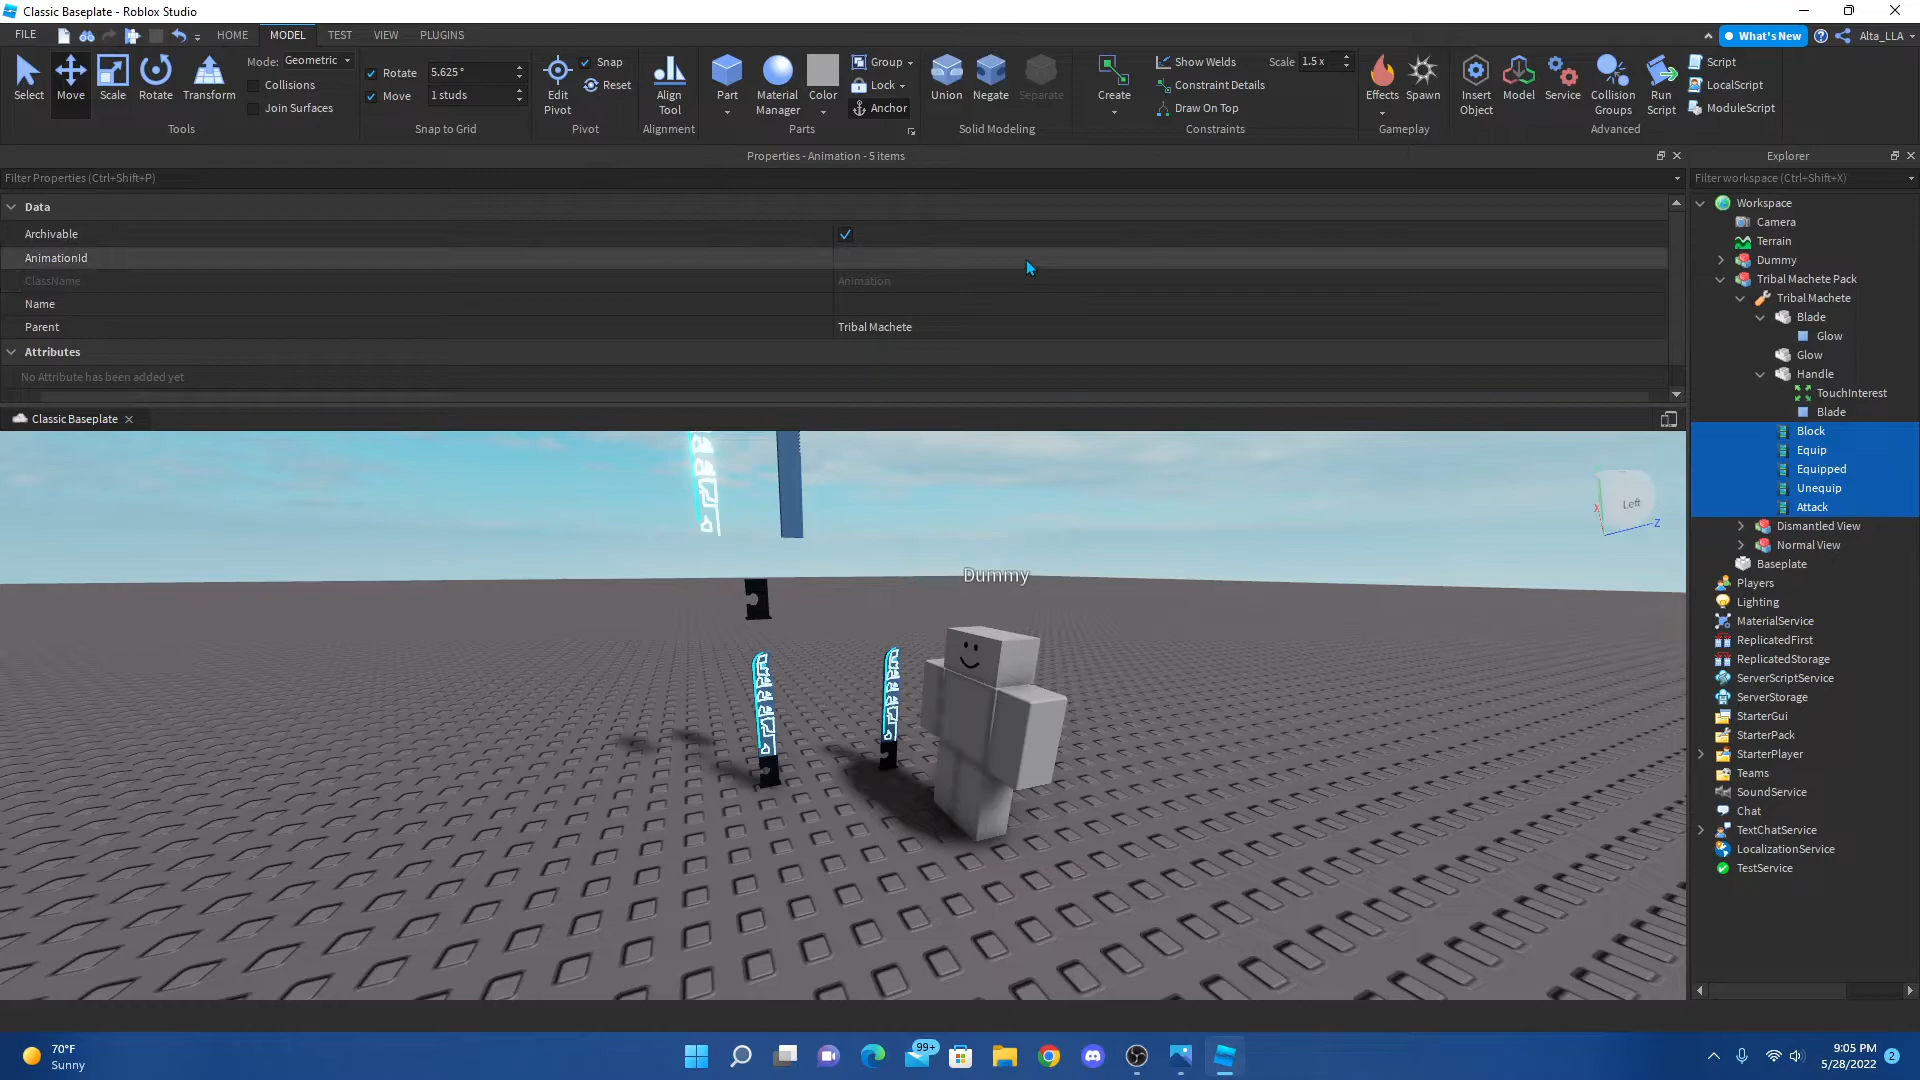 Classic Baseplate - Roblox Studio
FILE HOME MODEL TEST VIEW PLUGINS What's New Alta_LLA
Select Move Scale Rotate Transform
Mode: Geometric
Collisions
Join Surfaces
Tools
Rotate 5.625 °
Move 1 studs
Snap to Grid
Edit Pivot
Snap
Reset
Pivot
Align Tool
Alignment
Part Material Manager Color
Group
Lock
Anchor
Parts
Union Negate Separate
Solid Modeling
Create
Show Welds
Scale 1.5 x
Constraint Details
Draw On Top
Constraints
Effects Spawn
Gameplay
Insert Object Model Service Collision Groups Run Script
Script
LocalScript
ModuleScript
Advanced
Properties - Animation - 5 items
Filter Properties (Ctrl+Shift+P)
Data
Archivable
AnimationId
ClassName Animation
Name
Parent Tribal Machete
Attributes
No Attribute has been added yet
Classic Baseplate
Dummy
Left
X
Z
Explorer
Filter workspace (Ctrl+Shift+X)
Workspace
Camera
Terrain
Dummy
Tribal Machete Pack
Tribal Machete
Blade
Glow
Glow
Handle
TouchInterest
Blade
Block
Equip
Equipped
Unequip
Attack
Dismantled View
Normal View
Baseplate
Players
Lighting
MaterialService
ReplicatedFirst
ReplicatedStorage
ServerScriptService
ServerStorage
StarterGui
StarterPack
StarterPlayer
Teams
SoundService
Chat
TextChatService
LocalizationService
TestService
70°F
Sunny
99+
9:05 PM
5/28/2022
2